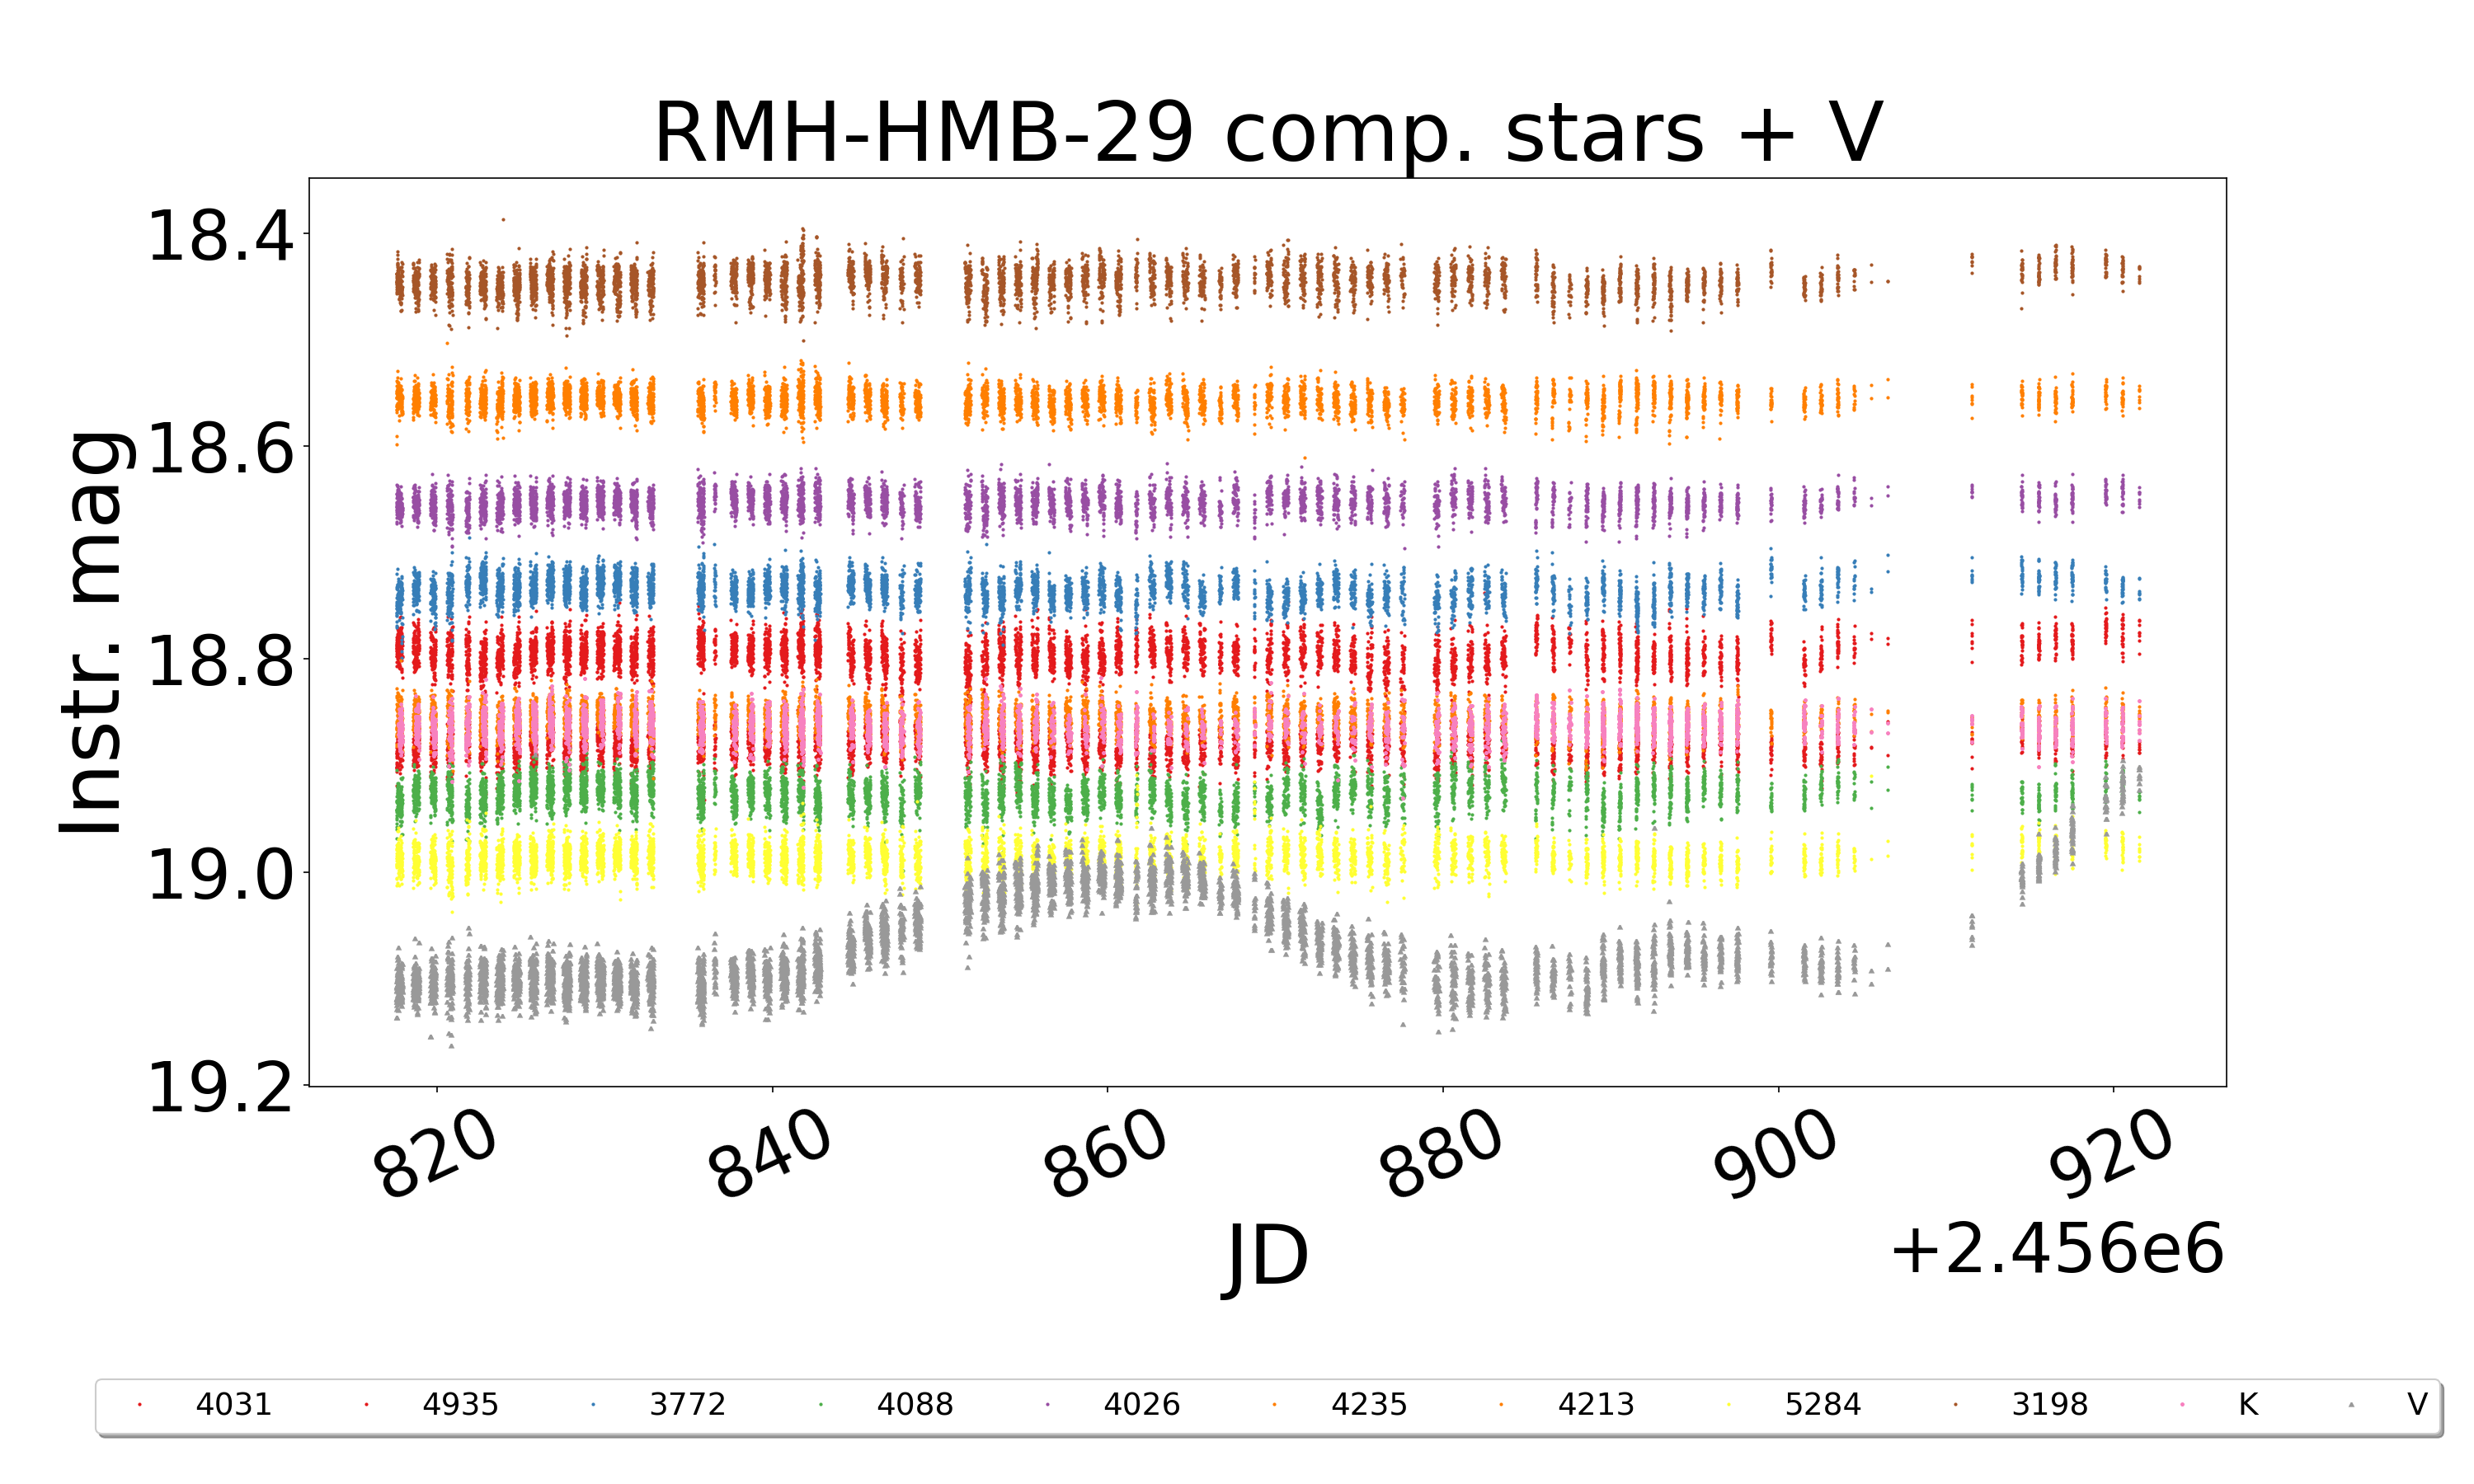 RMH-HMB-29 comp. stars + V
Instr. mag
18.4
18.6
18.8
19.0
19.2
820 840 860 880 900 920
JD
+2.456e6
4031 4935 3772 4088 4026 4235 4213 5284 3198 K V